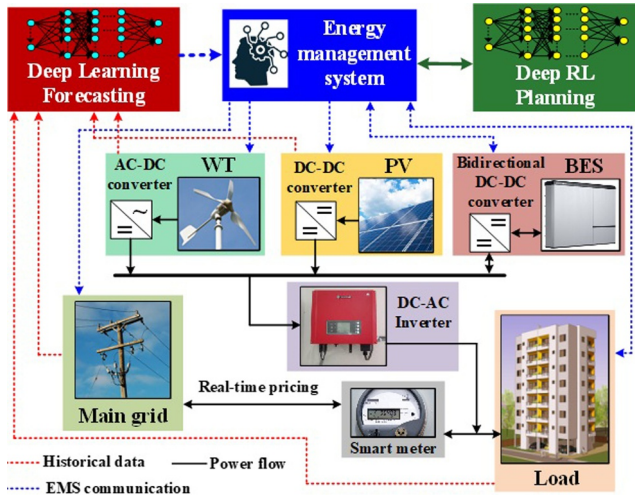 Deep Learning
Forecasting
Energy
management
system
Deep RL
Planning
AC-DC
converter
WT
DC-DC
converter
PV
Bidirectional
DC-DC
converter
BES
DC-AC
Inverter
Real-time pricing
Main grid
Smart meter
Load
Historical data
Power flow
EMS communication